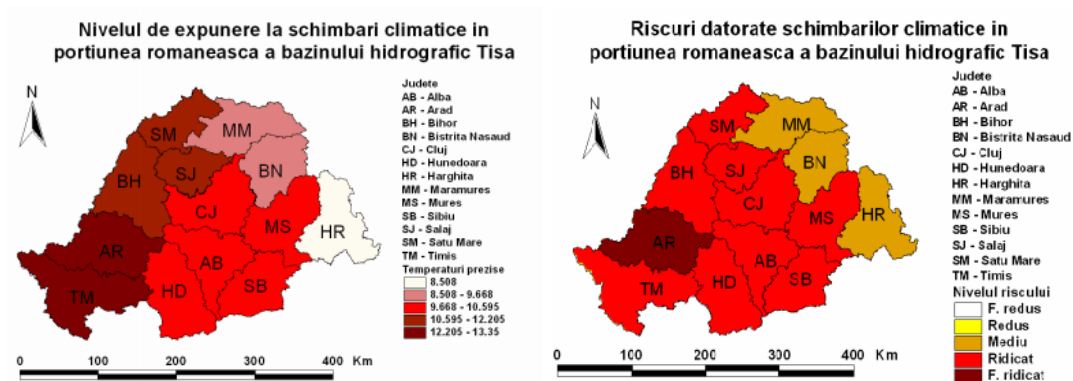 Nivelul de expunere la schimbari climatice in
portiunea romaneasca a bazinului hidrografic Tisa
N
Judete
AB - Alba
AR - Arad
BH - Bihor
BN - Bistrita Nasaud
CJ - Cluj
HD - Hunedoara
HR - Harghita
MM - Maramures
MS - Mures
SB - Sibiu
SJ - Salaj
SM - Satu Mare
TM - Timis
Temperaturi prezise
8.508
8.508 - 9.668
9.668 - 10.595
10.595 - 12.205
12.205 - 13.35
SM
MM
BH
SJ
BN
CJ
MS
HR
AR
AB
TM
HD
SB
0 100 200 300 400 Km
Riscuri datorate schimbarilor climatice in
portiunea romaneasca a bazinului hidrografic Tisa
N
Judete
AB - Alba
AR - Arad
BH - Bihor
BN - Bistrita Nasaud
CJ - Cluj
HD - Hunedoara
HR - Harghita
MM - Maramures
MS - Mures
SB - Sibiu
SJ - Salaj
SM - Satu Mare
TM - Timis
Nivelul riscului
F. redus
Redus
Mediu
Ridicat
F. ridicat
SM
MM
BH
SJ
BN
CJ
MS
HR
AR
AB
TM
HD
SB
0 100 200 300 400 Km